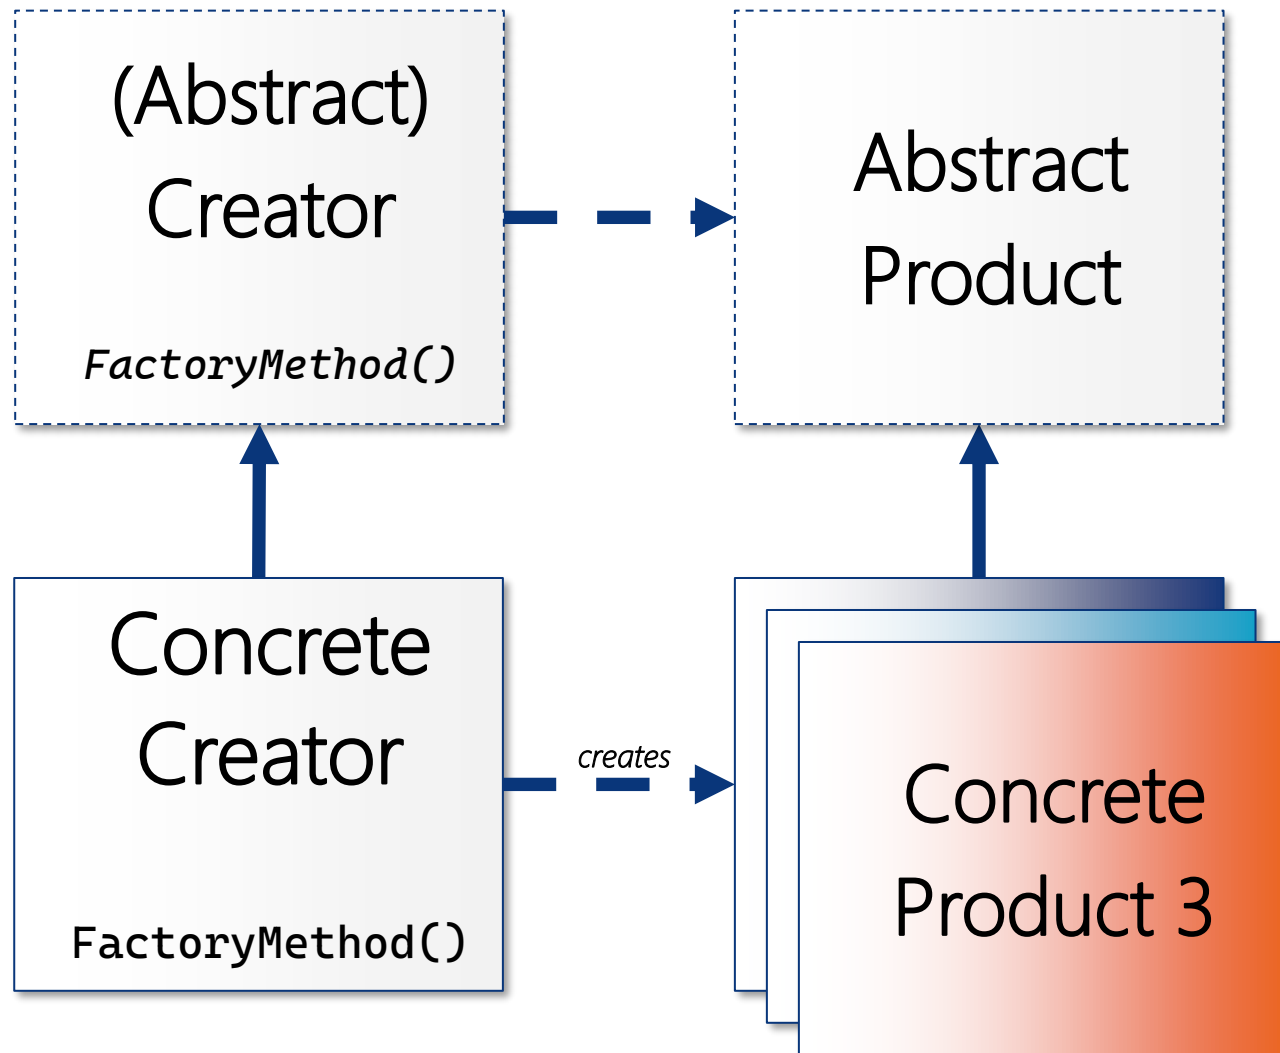 (Abstract)
Creator
FactoryMethod()
Abstract
Product
Concrete
Creator
FactoryMethod()
creates
Concrete
Product 3